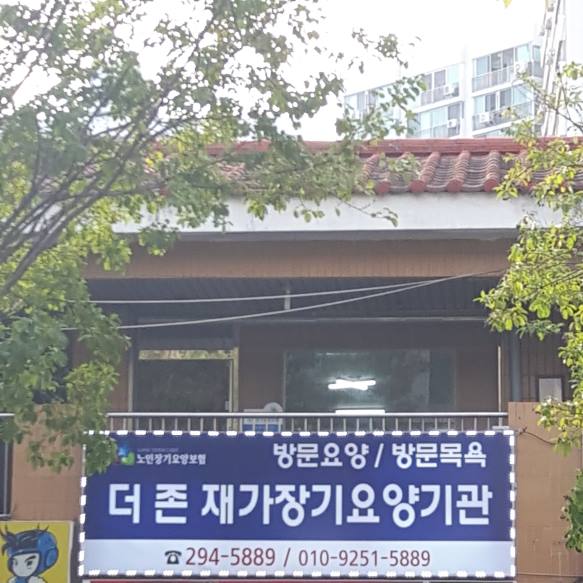 노인장기요양보험
방문요양 / 방문목욕
더 존 재가장기요양기관
☎ 294-5889 / 010-9251-5889